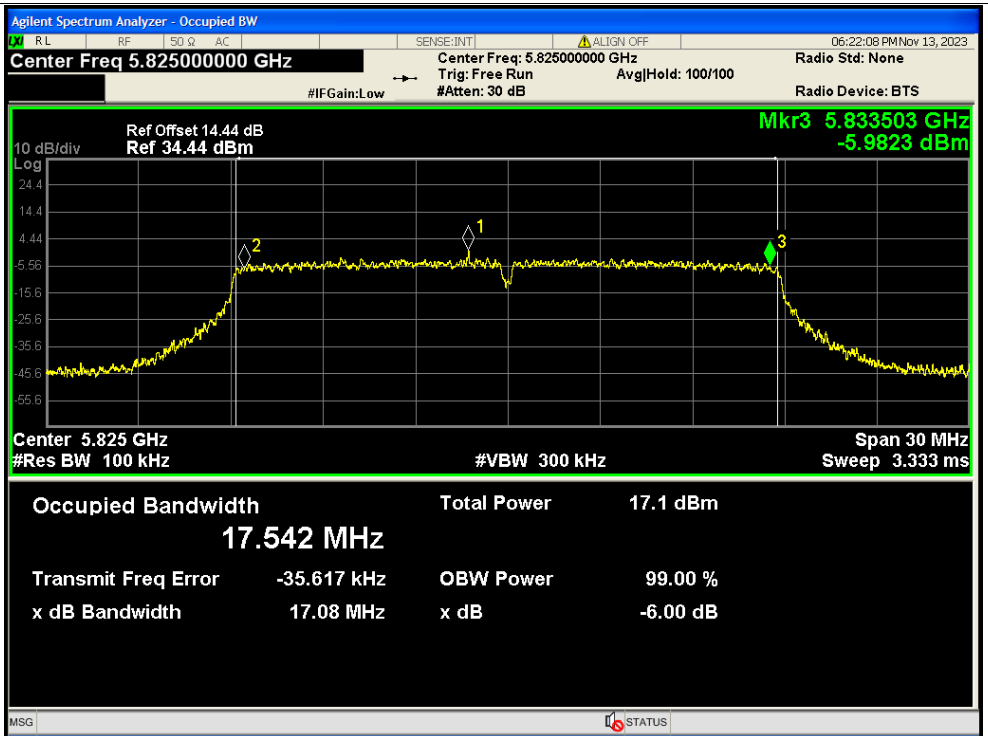 Agilent Spectrum Analyzer - Occupied BW
LXI RL RF 50 Ω AC SENSE:INT ALIGN OFF 06:22:08 PM Nov 13, 2023
Center Freq 5.825000000 GHz Center Freq: 5.825000000 GHz Radio Std: None
Trig: Free Run Avg|Hold: 100/100
#IFGain:Low #Atten: 30 dB Radio Device: BTS
Mkr3 5.833503 GHz
Ref Offset 14.44 dB
10 dB/div Ref 34.44 dBm -5.9823 dBm
Log
24.4
14.4
1
4.44
2 3
-5.56
-15.6
-25.6
-35.6
-45.6
-55.6
Center 5.825 GHz Span 30 MHz
#Res BW 100 kHz #VBW 300 kHz Sweep 3.333 ms
Occupied Bandwidth Total Power 17.1 dBm
17.542 MHz
Transmit Freq Error -35.617 kHz OBW Power 99.00 %
x dB Bandwidth 17.08 MHz x dB -6.00 dB
MSG STATUS